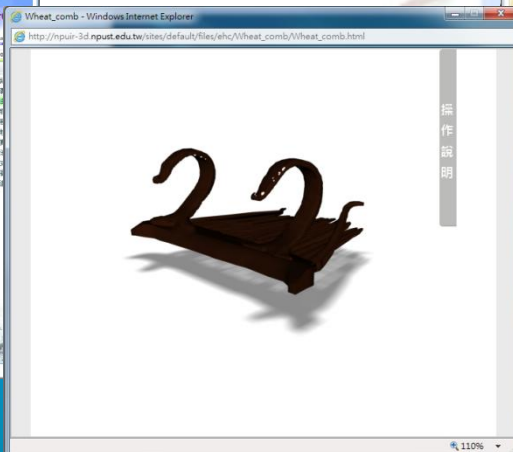 Wheat_comb - Windows Internet Explorer
http://npuir-3d.npust.edu.tw/sites/default/files/ehc/Wheat_comb/Wheat_comb.html
操作說明
110%